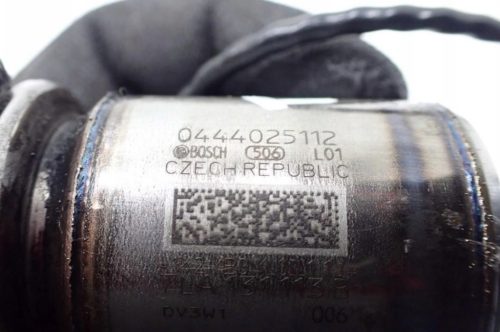 0444025112
BOSCH 506 L01
CZECH REPUBLIC
DV3W1 006